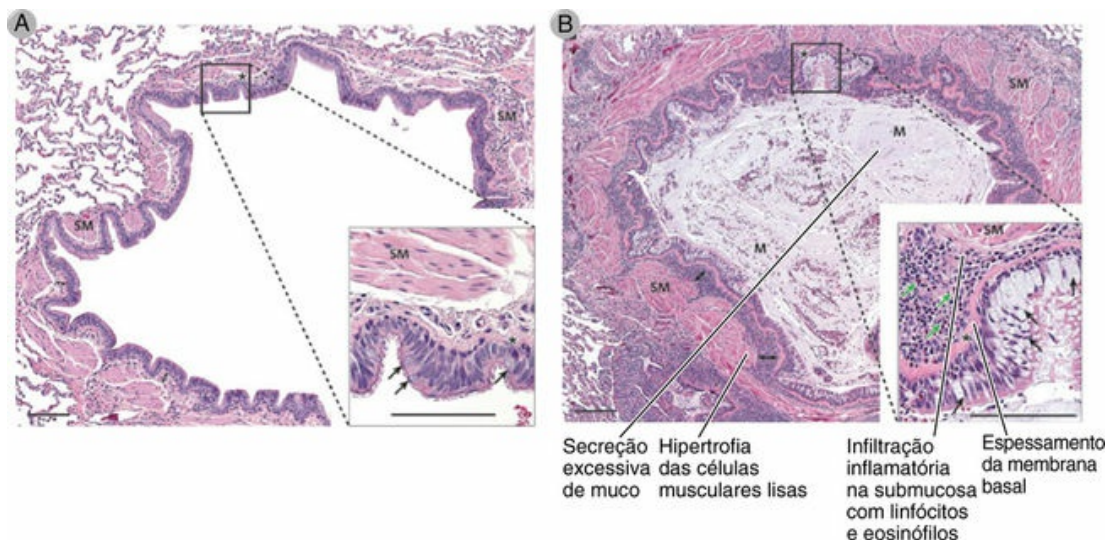 A
SM
SM
SM
B
SM
SM
M
M
SM
SM
Secreção
excessiva
de muco
Hipertrofia
das células
musculares lisas
Infiltração
inflamatória
na submucosa
com linfócitos
e eosinófilos
Espessamento
da membrana
basal